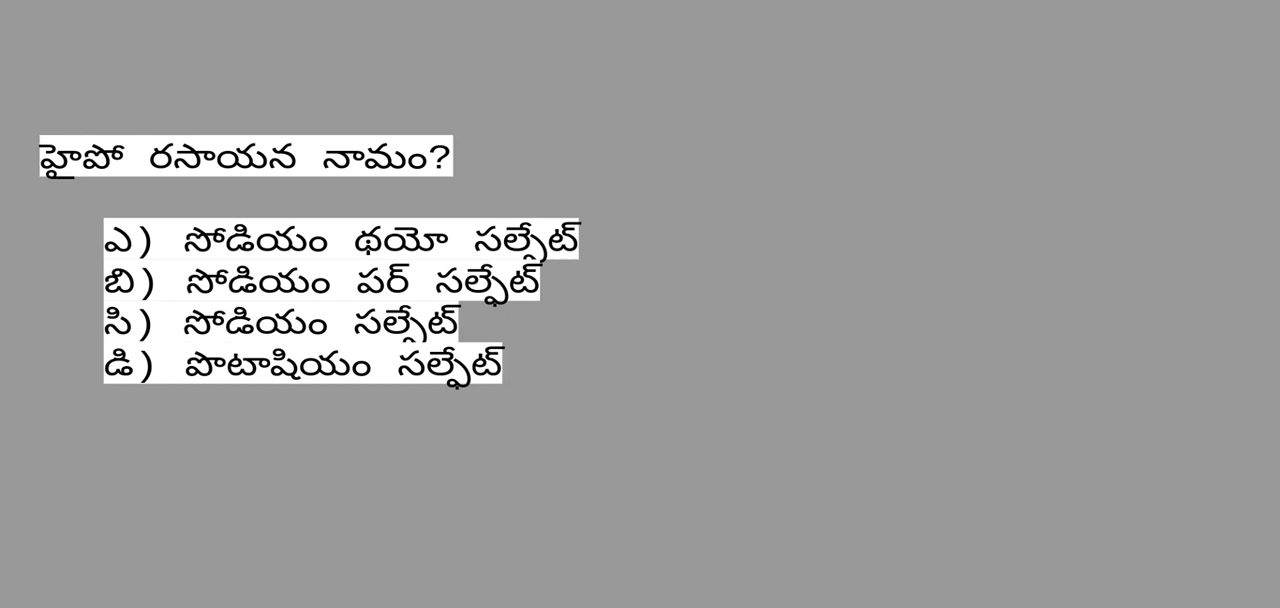 హైపో రసాయన నామం?
ఎ) సోడియం థయో సల్ఫేట్
బి) సోడియం పర్ సల్ఫేట్
సి) సోడియం సల్ఫేట్
డి) పొటాషియం సల్ఫేట్